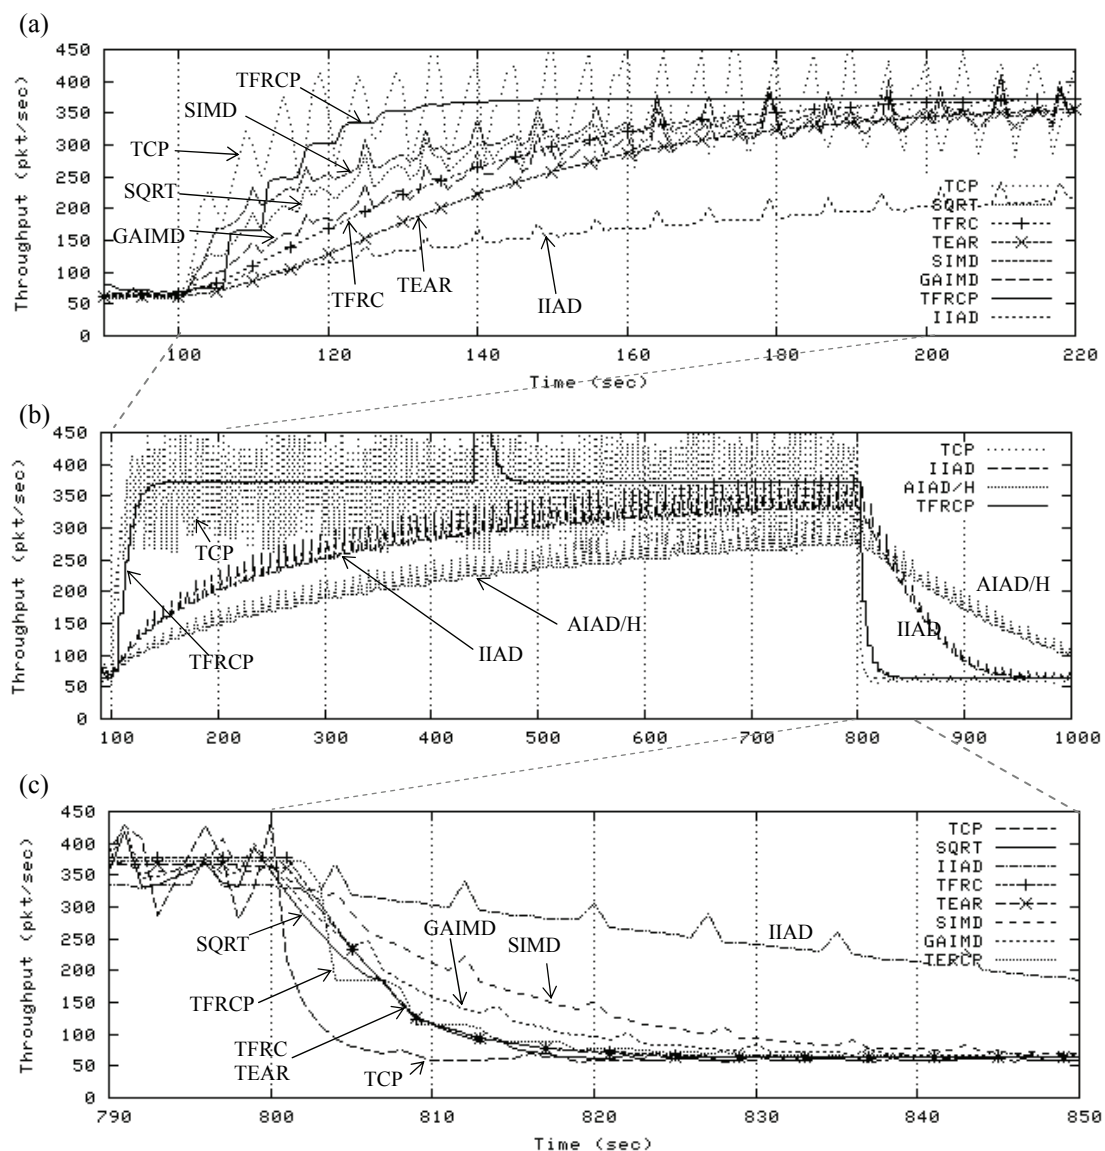 (a)
Throughput (pkt/sec)
450
400
350
300
250
200
150
100
50
0
TFRCP
SIMD
TCP
SQRT
GAIMD
TFRC
TEAR
IIAD
TCP
SQRT
TFRC
TEAR
SIMD
GAIMD
TFRCP
IIAD
100 120 140 160 180 200 220
Time (sec)
(b)
Throughput (pkt/sec)
450
400
350
300
250
200
150
100
50
0
TCP
IIAD
AIAD/H
TFRCP
TCP
TFRCP
IIAD
AIAD/H
IIAD
AIAD/H
100 200 300 400 500 600 700 800 900 1000
(c)
Throughput (pkt/sec)
450
400
350
300
250
200
150
100
50
0
TCP
SQRT
IIAD
TFRC
TEAR
SIMD
GAIMD
TFRCP
SQRT
TFRCP
TFRC
TEAR
TCP
GAIMD
SIMD
IIAD
790 800 810 820 830 840 850
Time (sec)